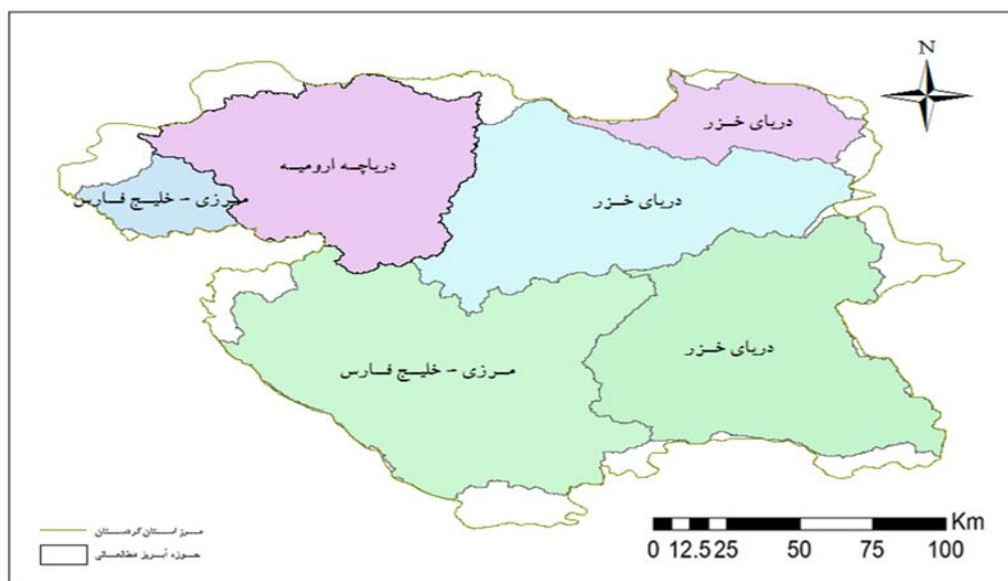 N
دریای خزر
دریاچه ارومیه
مرزی - خلیج فارس
دریای خزر
دریای خزر
مرزی - خلیج فارس
مرز استان کردستان
حوزه آبریز مطالعاتی
Km
0 12.5 25 50 75 100